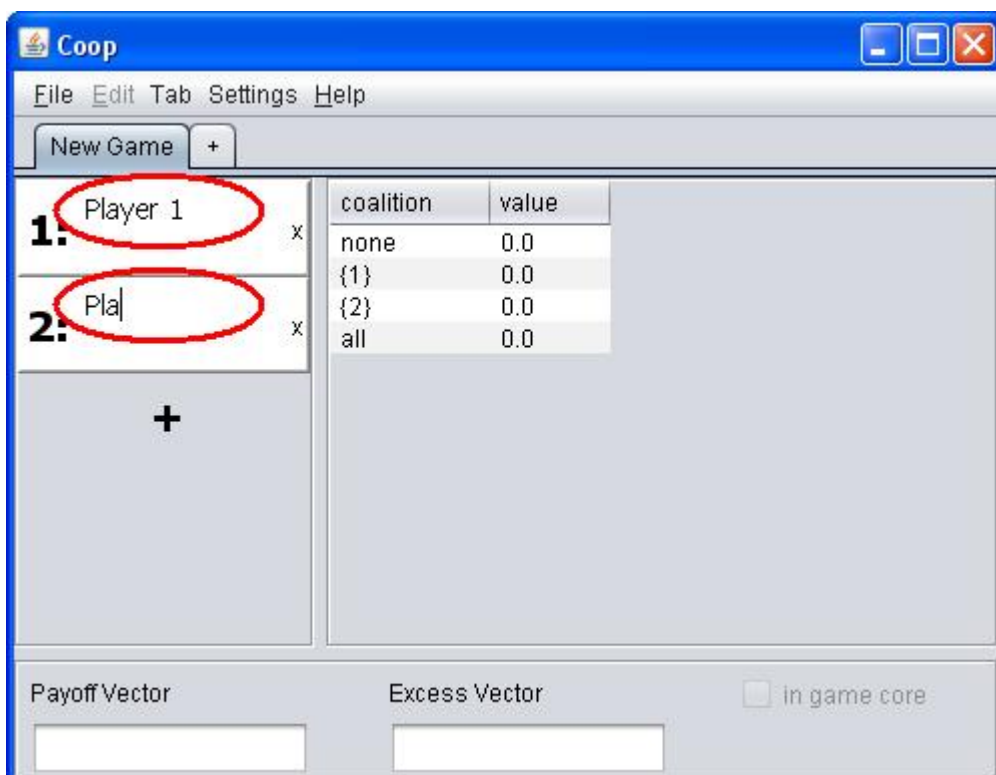 Coop
File Edit Tab Settings Help
New Game +
1: Player 1 x
2: Pla x
+
coalition value
none 0.0
{1} 0.0
{2} 0.0
all 0.0
Payoff Vector Excess Vector in game core